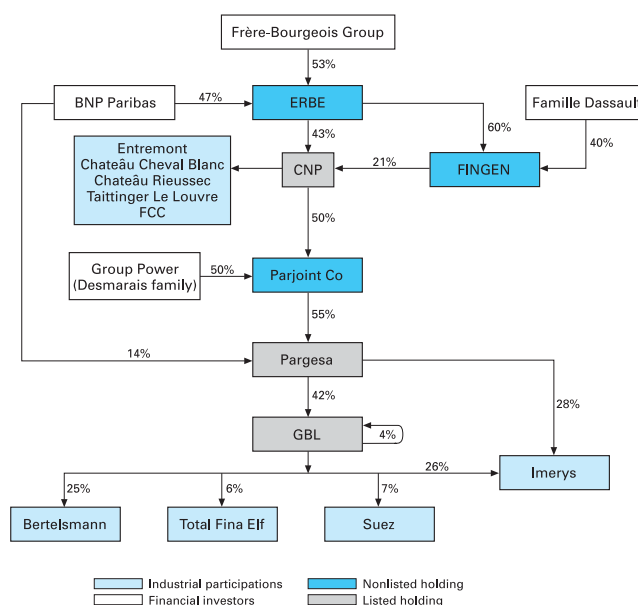 Frère-Bourgeois Group
53%
BNP Paribas
47%
ERBE
Famille Dassault
43%
60%
40%
Entremont
Chateâu Cheval Blanc
Chateâu Rieussec
Taittinger Le Louvre
FCC
CNP
21%
FINGEN
50%
Group Power
(Desmarais family)
50%
Parjoint Co
55%
14%
Pargesa
42%
28%
GBL
4%
26%
Imerys
25%
6%
7%
Bertelsmann
Total Fina Elf
Suez
Industrial participations
Nonlisted holding
Financial investors
Listed holding